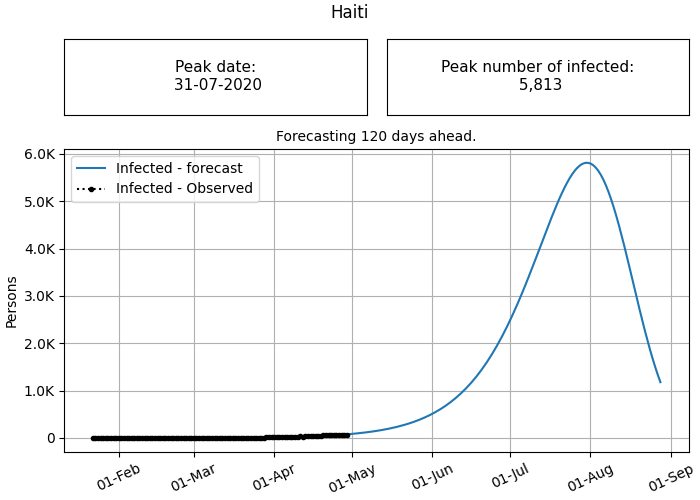 Haiti
Peak date:
31-07-2020
Peak number of infected:
5,813
Forecasting 120 days ahead.
Infected - forecast
Infected - Observed
Persons
6.0K
5.0K
4.0K
3.0K
2.0K
1.0K
0
01-Feb
01-Mar
01-Apr
01-May
01-Jun
01-Jul
01-Aug
01-Sep